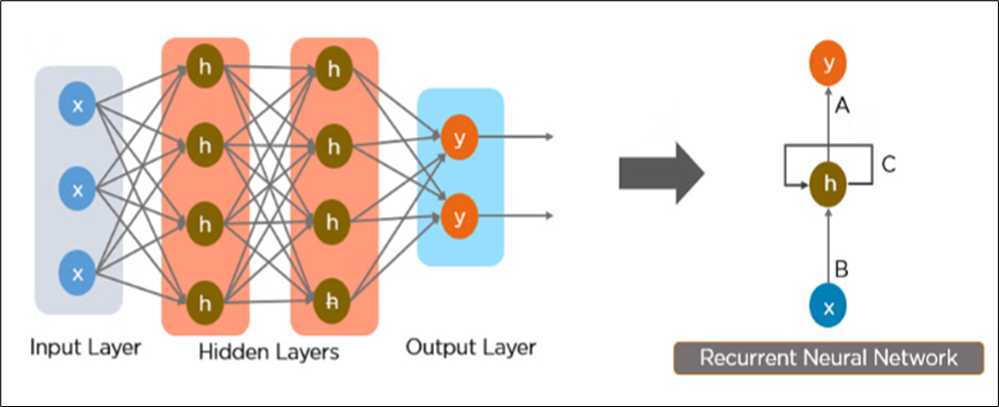 x
x
x
h
h
h
h
h
h
h
h
y
y
Input Layer
Hidden Layers
Output Layer
y
A
C
h
B
x
Recurrent Neural Network